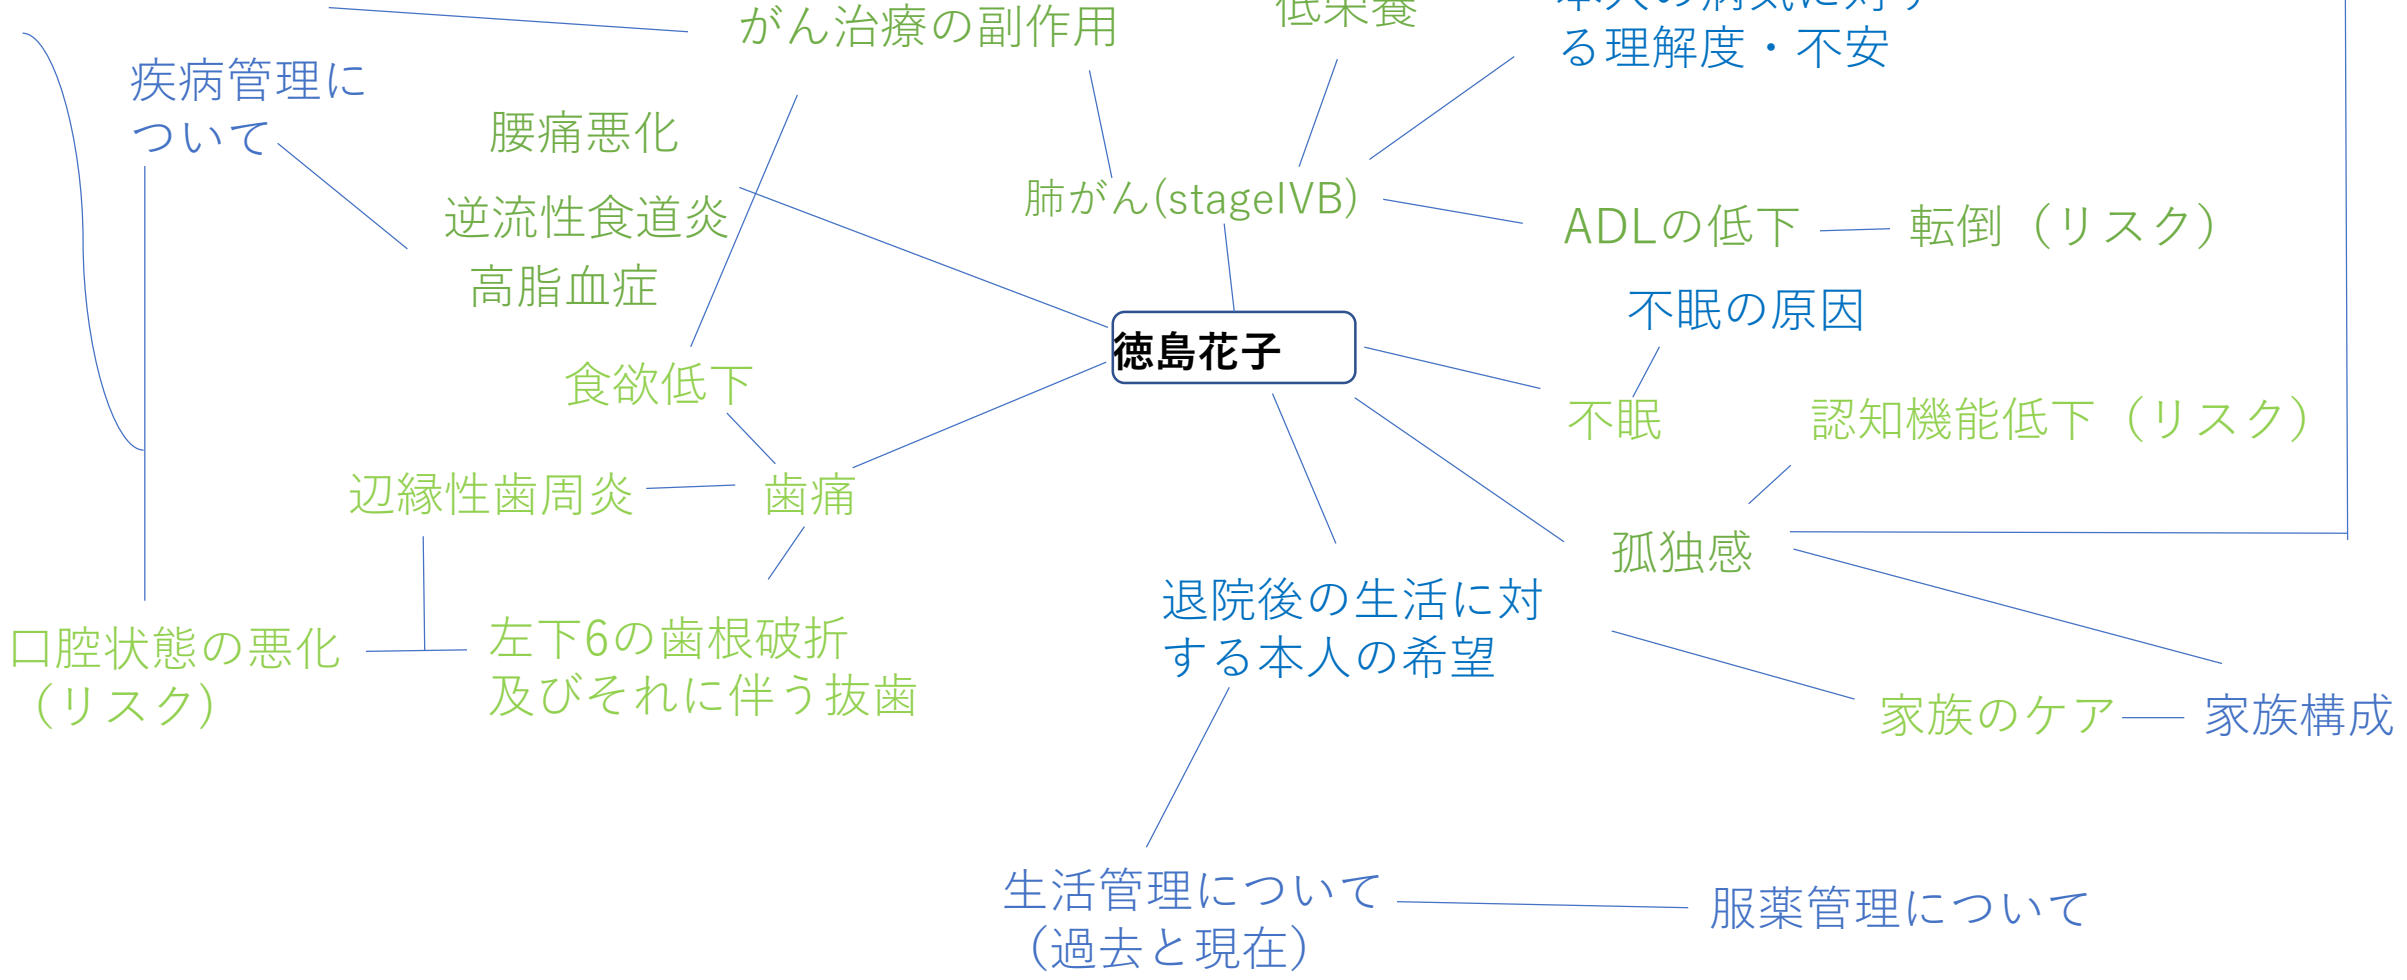 がん治療の副作用
低栄養
本人の病気に対す
る理解度・不安
疾病管理に
ついて
腰痛悪化
逆流性食道炎
高脂血症
肺がん(stageIVB)
ADLの低下
転倒（リスク）
不眠の原因
徳島花子
食欲低下
不眠
認知機能低下（リスク）
辺縁性歯周炎
歯痛
孤独感
退院後の生活に対
する本人の希望
口腔状態の悪化
（リスク）
左下6の歯根破折
及びそれに伴う抜歯
家族のケア
家族構成
生活管理について
（過去と現在）
服薬管理について